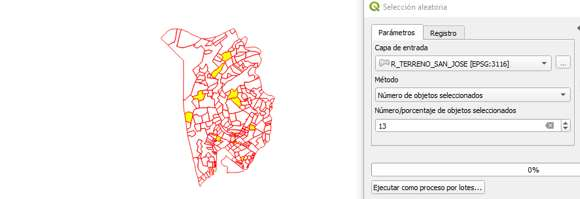 Selección aleatoria
Parámetros
Registro
Capa de entrada
R_TERRENO_SAN_JOSE [EPSG:3116]
...
Método
Número de objetos seleccionados
Número/porcentaje de objetos seleccionados
13
0%
Ejecutar como proceso por lotes...